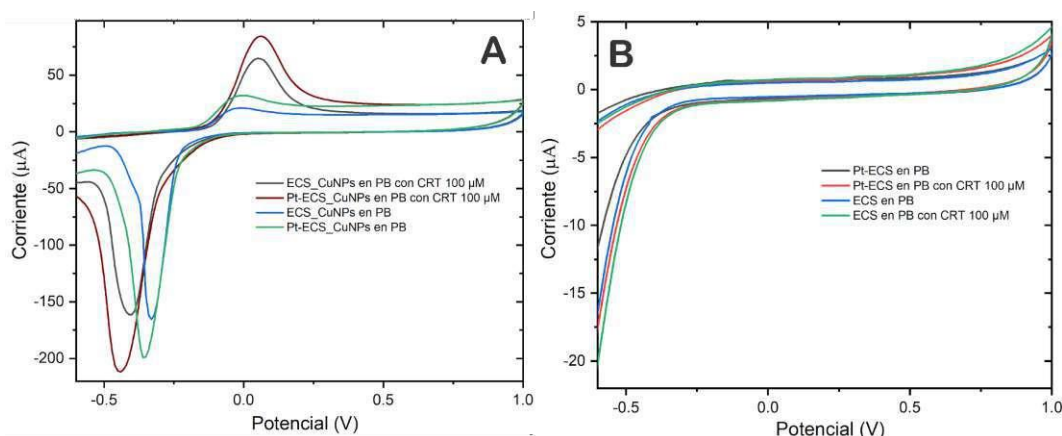 A
50
0
-50
-100
-150
-200
Corriente (µA)
ECS_CuNPs en PB con CRT 100 µM
Pt-ECS_CuNPs en PB con CRT 100 µM
ECS_CuNPs en PB
Pt-ECS_CuNPs en PB
-0.5
0.0
0.5
1.0
Potencial (V)
B
5
0
-5
-10
-15
-20
Corriente (µA)
Pt-ECS en PB
Pt-ECS en PB con CRT 100 µM
ECS en PB
ECS en PB con CRT 100 µM
-0.5
0.0
0.5
1.0
Potencial (V)